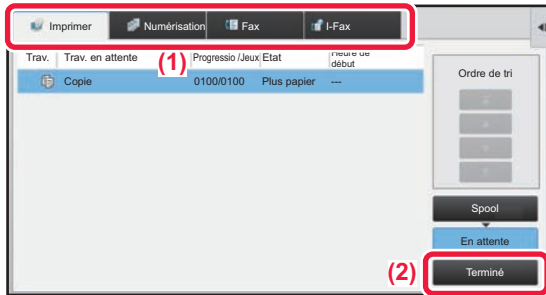 Imprimer Numérisation Fax I-Fax
Trav. Trav. en attente (1) Progressio /Jeux Etat Heure de début
Copie 0100/0100 Plus papier ---
Ordre de tri
Spool
En attente
(2) Terminé